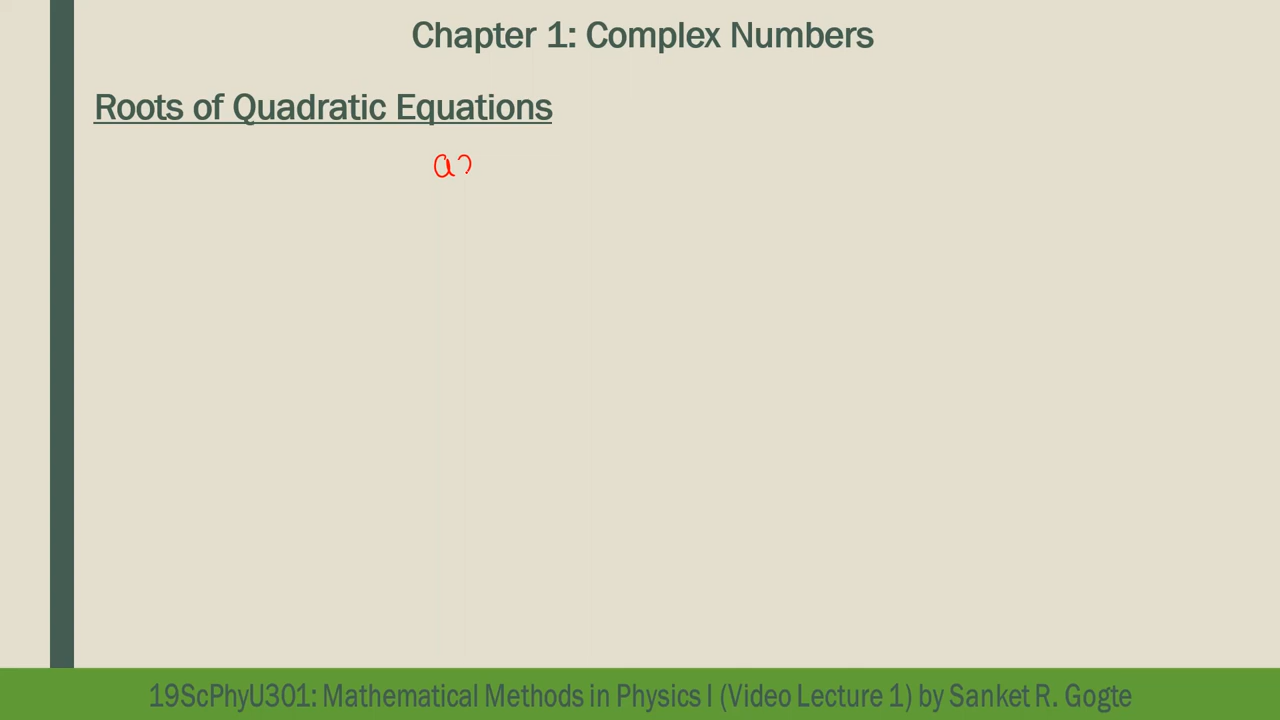 Chapter 1: Complex Numbers
Roots of Quadratic Equations
a
19ScPhyU301: Mathematical Methods in Physics I (Video Lecture 1) by Sanket R. Gogte